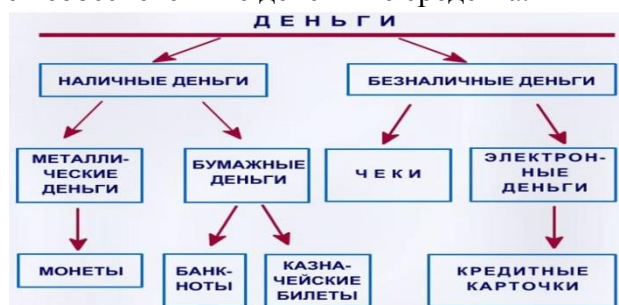 ДЕНЬГИ
НАЛИЧНЫЕ ДЕНЬГИ
БЕЗНАЛИЧНЫЕ ДЕНЬГИ
МЕТАЛЛИ-
ЧЕСКИЕ
ДЕНЬГИ
БУМАЖНЫЕ
ДЕНЬГИ
ЧЕКИ
ЭЛЕКТРОН-
НЫЕ
ДЕНЬГИ
МОНЕТЫ
БАНК-
НОТЫ
КАЗНА-
ЧЕЙСКИЕ
БИЛЕТЫ
КРЕДИТНЫЕ
КАРТОЧКИ